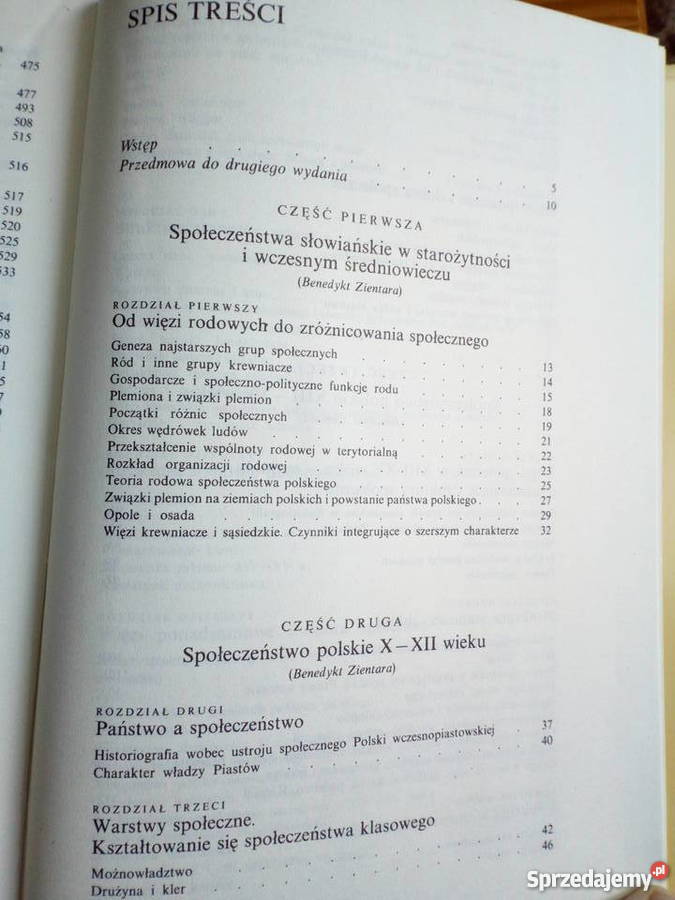 475
477
493
508
515
516
517
519
520
525
529
533
54
58
SPIS TREŚCI
Wstęp . . . . . . . . . . . . 5
Przedmowa do drugiego wydania . . . . . . 10
CZĘŚĆ PIERWSZA
Społeczeństwa słowiańskie w starożytności
i wczesnym średniowieczu
(Benedykt Zientara)
ROZDZIAŁ PIERWSZY
Od więzi rodowych do zróżnicowania społecznego
Geneza najstarszych grup społecznych . . . . . . 13
Ród i inne grupy krewniacze . . . . . . 14
Gospodarcze i społeczno-polityczne funkcje rodu . . . . . 15
Plemiona i związki plemion . . . . . . . 18
Początki różnic społecznych . . . . . . . 19
Okres wędrówek ludów . . . . . . . . 21
Przekształcenie wspólnoty rodowej w terytorialną . . . . . 22
Rozkład organizacji rodowej . . . . . . . 23
Teoria rodowa społeczeństwa polskiego . . . . . . 25
Związki plemion na ziemiach polskich i powstanie państwa polskiego . . . 27
Opole i osada . . . . . . . . . . 29
Więzi krewniacze i sąsiedzkie. Czynniki integrujące o szerszym charakterze 32
CZĘŚĆ DRUGA
Społeczeństwo polskie X—XII wieku
(Benedykt Zientara)
ROZDZIAŁ DRUGI
Państwo a społeczeństwo
Historiografia wobec ustroju społecznego Polski wczesnopiastowskiej . 37
Charakter władzy Piastów . . . . . . . . 40
ROZDZIAŁ TRZECI
Warstwy społeczne.
Kształtowanie się społeczeństwa klasowego
Możnowładztwo . . . . . . . . . 42
Drużyna i kler . . . . . . . . . 46
Sprzedajemy.pl